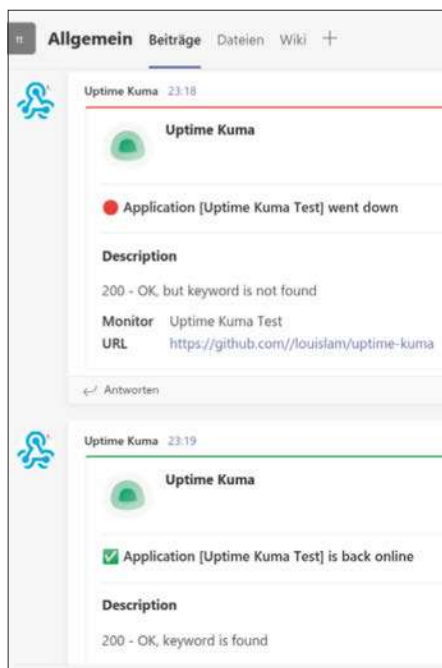 tt Allgemein Beiträge Dateien Wiki +
Uptime Kuma 23:18
Uptime Kuma
Application [Uptime Kuma Test] went down
Description
200 - OK, but keyword is not found
Monitor Uptime Kuma Test
URL https://github.com//louislam/uptime-kuma
Antworten
Uptime Kuma 23:19
Uptime Kuma
Application [Uptime Kuma Test] is back online
Description
200 - OK, keyword is found